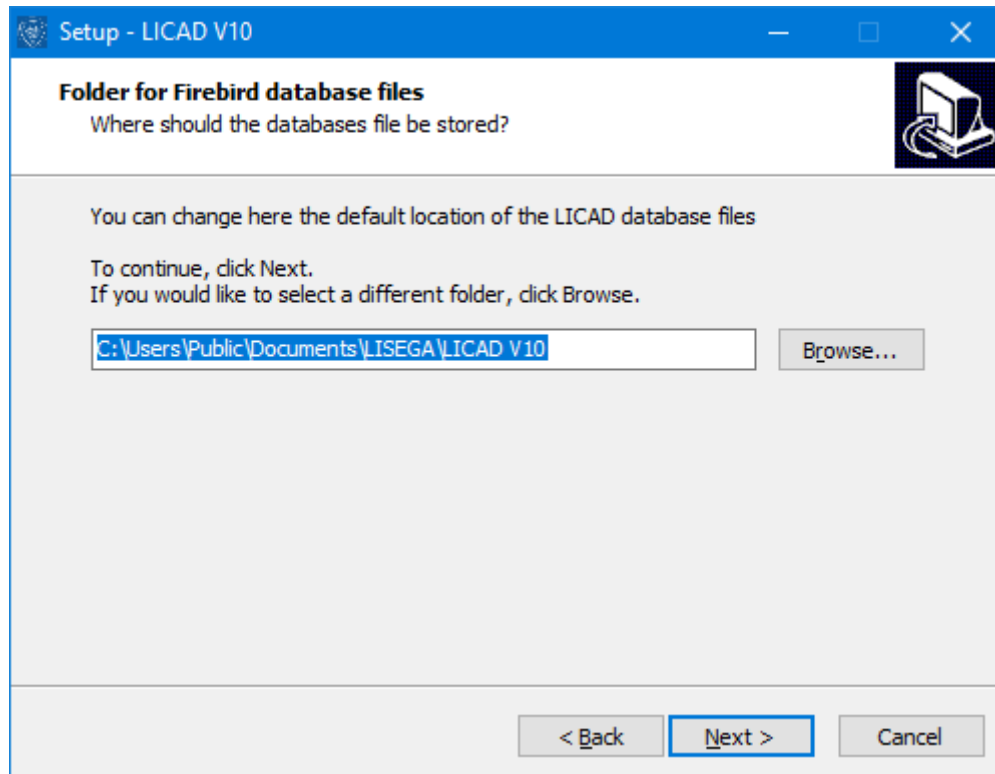 Setup - LICAD V10
Folder for Firebird database files
Where should the databases file be stored?
You can change here the default location of the LICAD database files
To continue, click Next.
If you would like to select a different folder, click Browse.
C:\Users\Public\Documents\LISEGA\LICAD V10
Browse...
< Back
Next >
Cancel